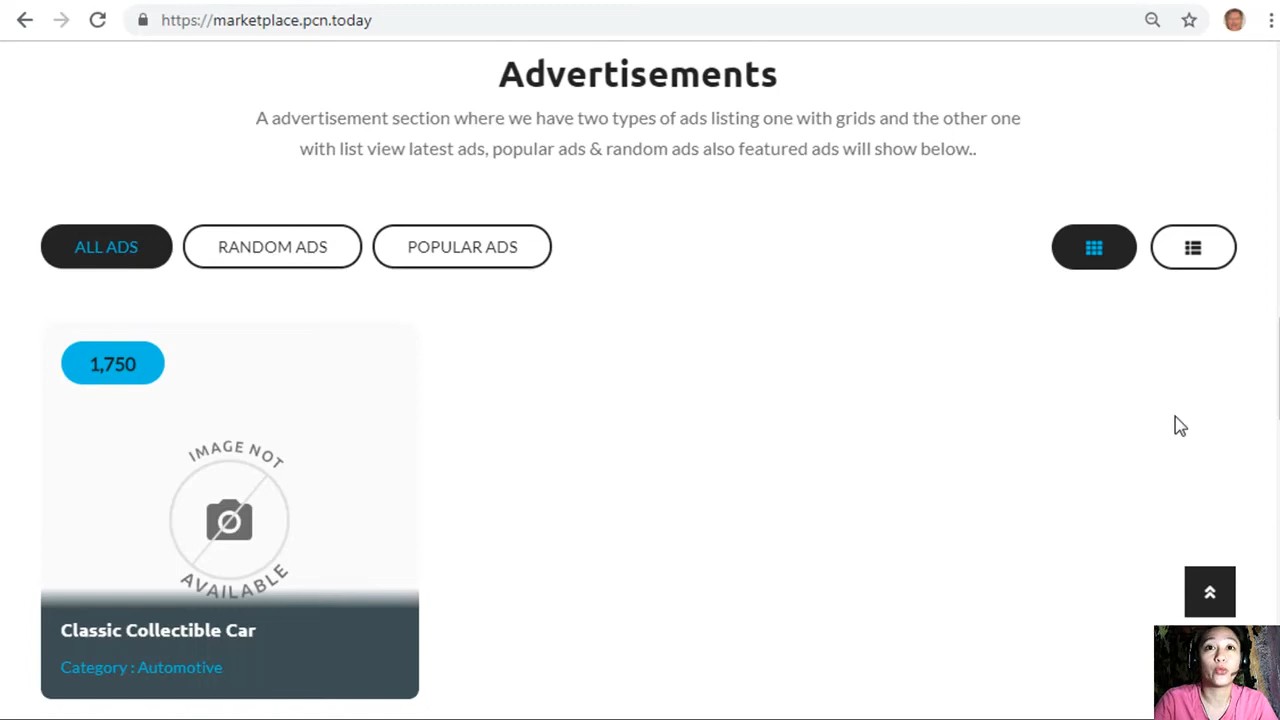 https://marketplace.pcn.today
Advertisements
A advertisement section where we have two types of ads listing one with grids and the other one
with list view latest ads, popular ads & random ads also featured ads will show below..
ALL ADS
RANDOM ADS
POPULAR ADS
1,750
IMAGE NOT
AVAILABLE
Classic Collectible Car
Category : Automotive